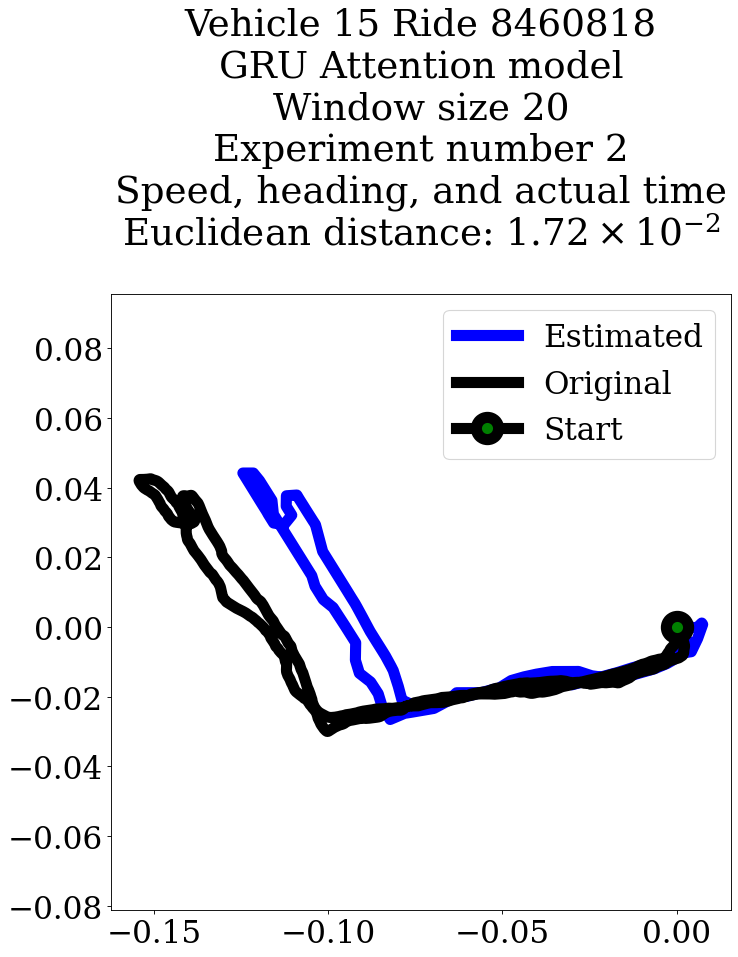 Vehicle 15 Ride 8460818
GRU Attention model
Window size 20
Experiment number 2
Speed, heading, and actual time
Euclidean distance: 1.72 × 10⁻²
Estimated
Original
Start
0.08
0.06
0.04
0.02
0.00
−0.02
−0.04
−0.06
−0.08
−0.15 −0.10 −0.05 0.00